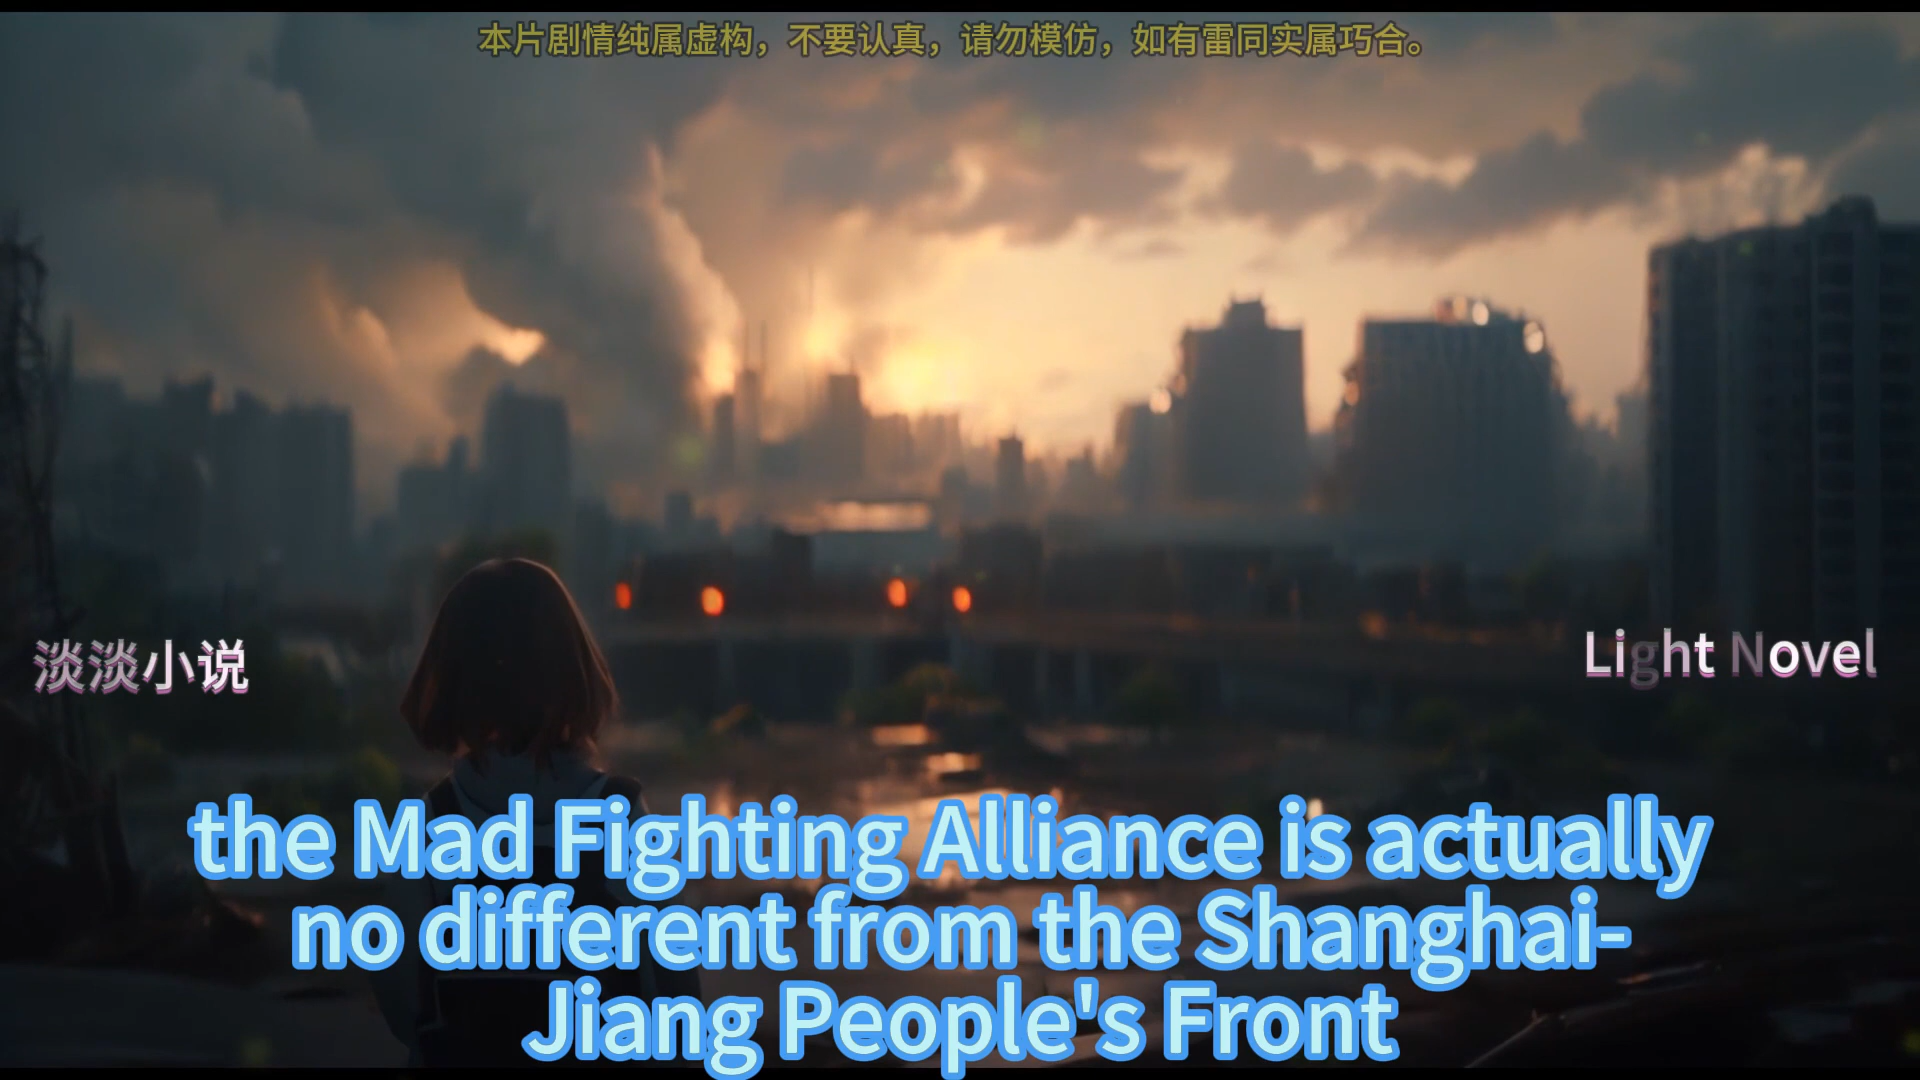 本片剧情纯属虚构，不要认真，请勿模仿，如有雷同实属巧合。
淡淡小说
Light Novel
the Mad Fighting Alliance is actually
no different from the Shanghai-
Jiang People's Front